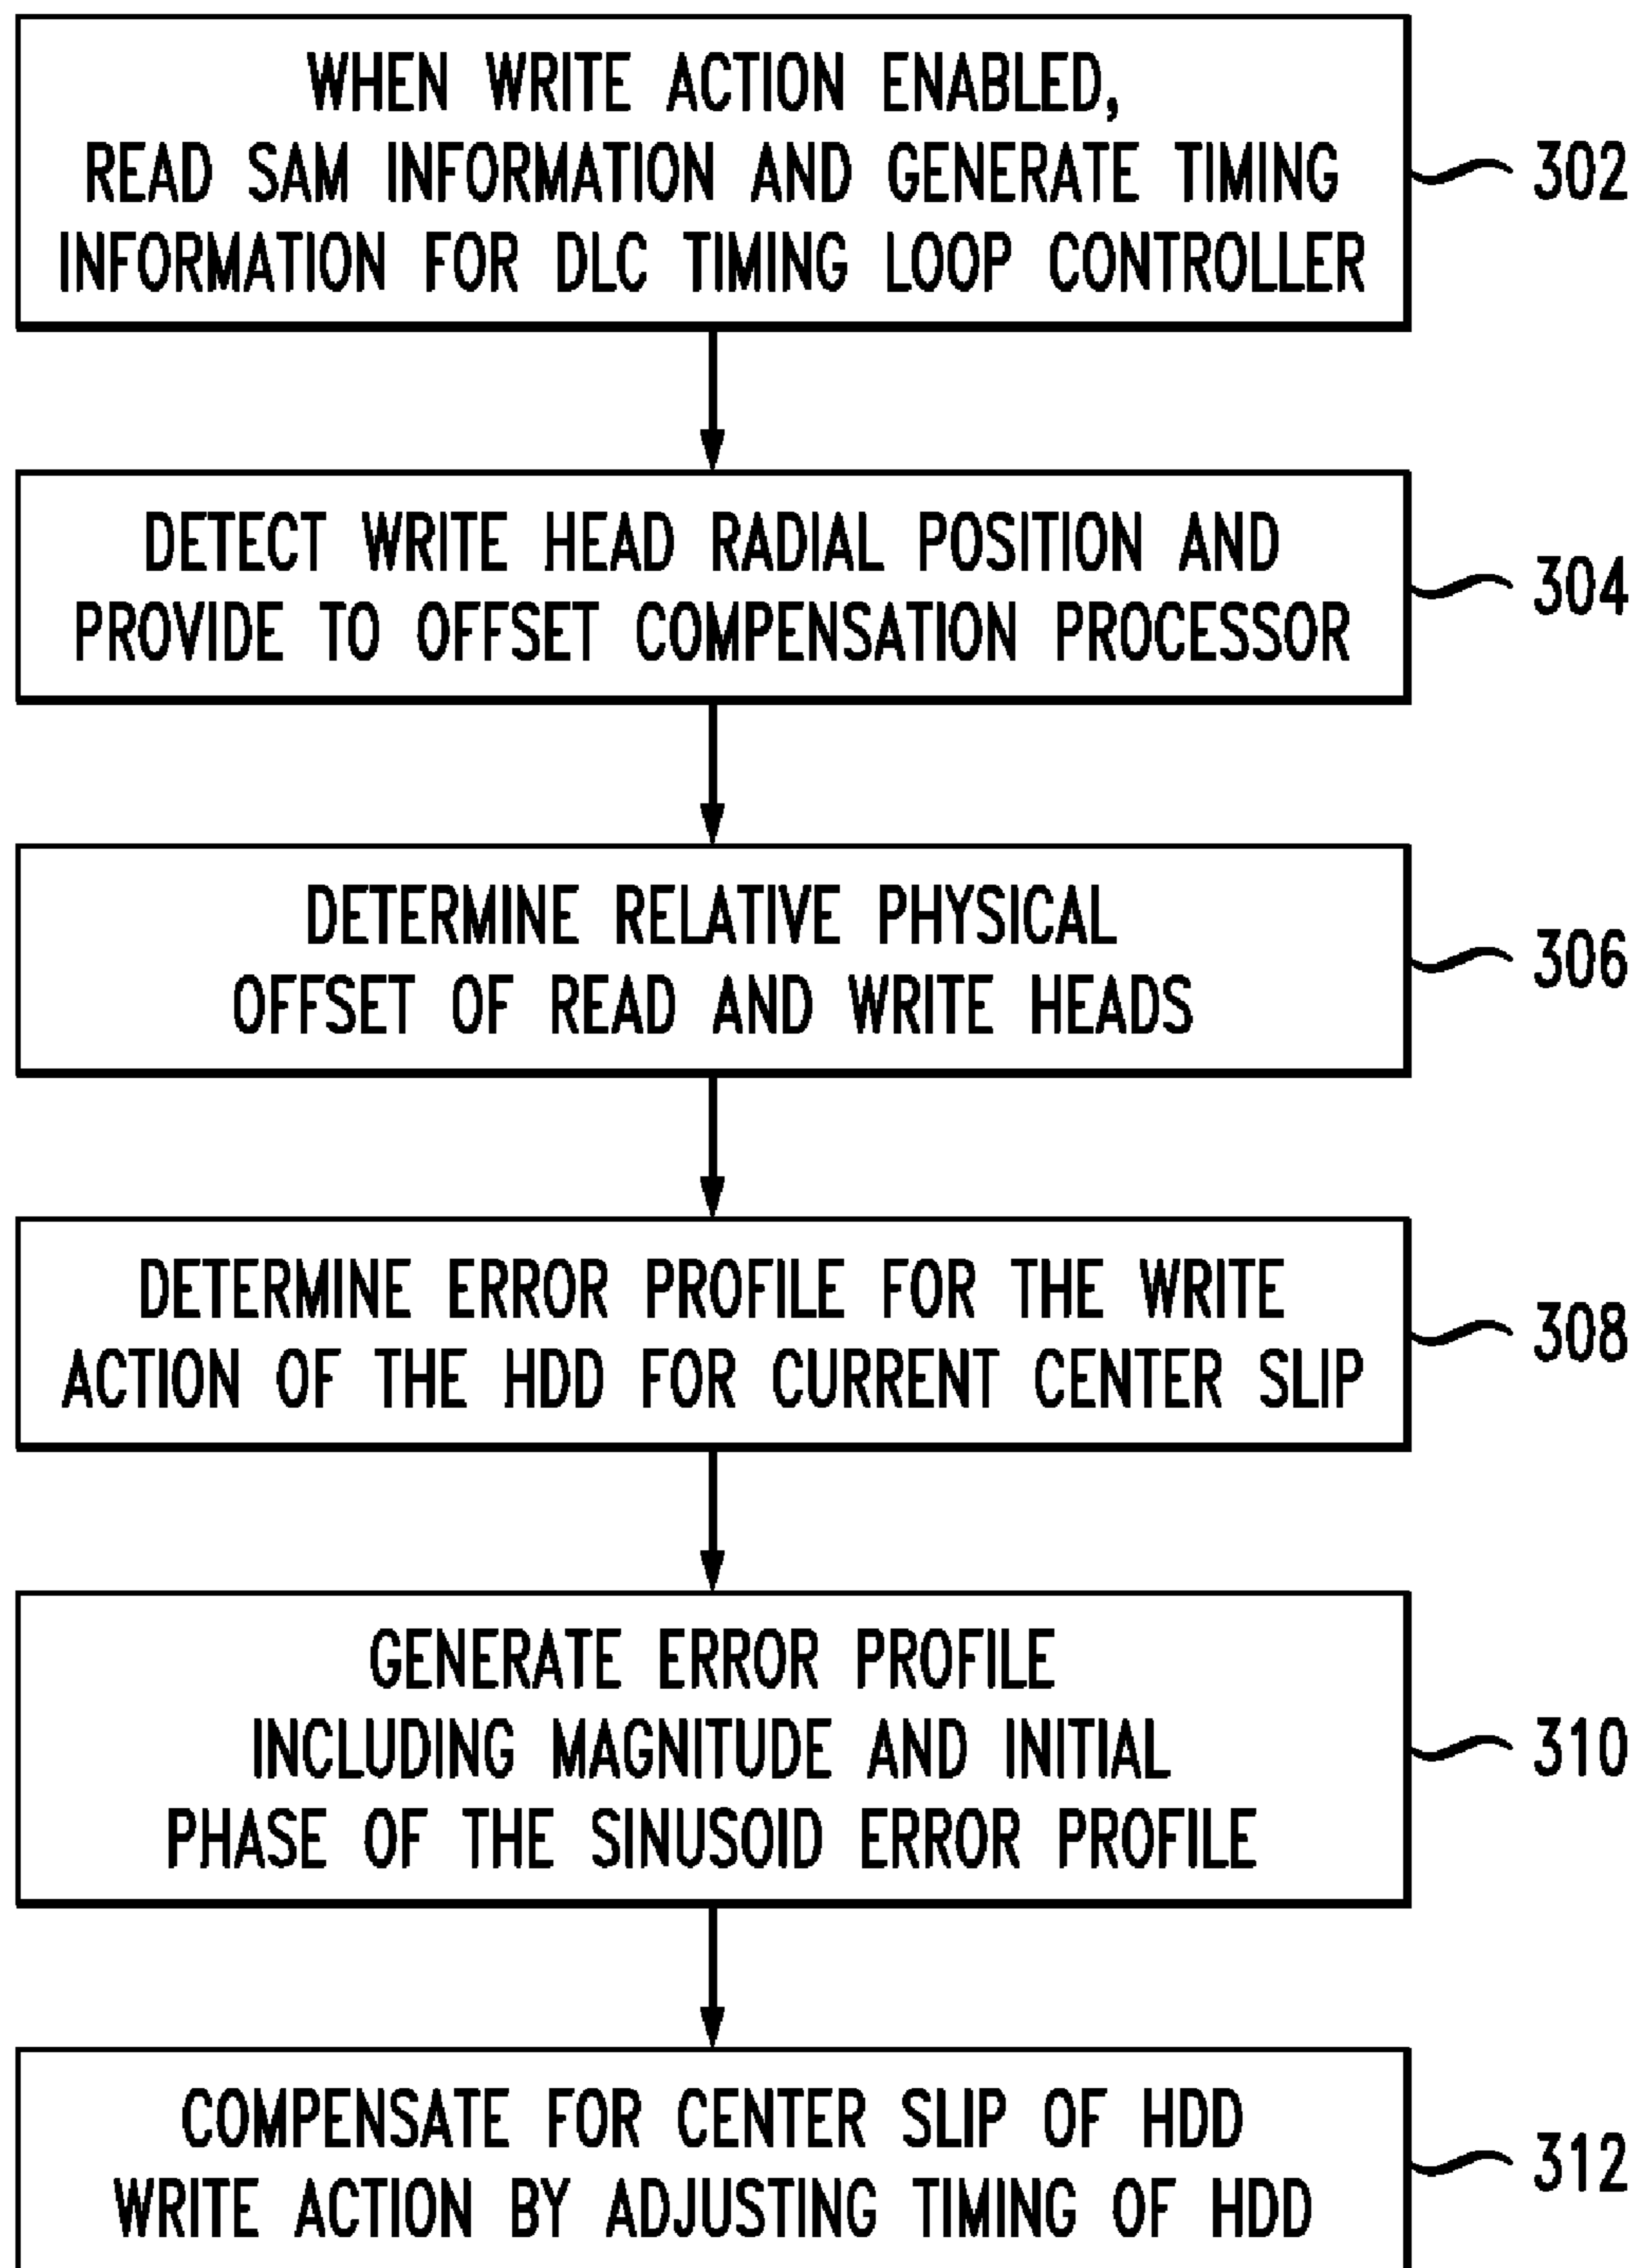 WHEN WRITE ACTION ENABLED,
READ SAM INFORMATION AND GENERATE TIMING
INFORMATION FOR DLC TIMING LOOP CONTROLLER
302
DETECT WRITE HEAD RADIAL POSITION AND
PROVIDE TO OFFSET COMPENSATION PROCESSOR
304
DETERMINE RELATIVE PHYSICAL
OFFSET OF READ AND WRITE HEADS
306
DETERMINE ERROR PROFILE FOR THE WRITE
ACTION OF THE HDD FOR CURRENT CENTER SLIP
308
GENERATE ERROR PROFILE
INCLUDING MAGNITUDE AND INITIAL
PHASE OF THE SINUSOID ERROR PROFILE
310
COMPENSATE FOR CENTER SLIP OF HDD
WRITE ACTION BY ADJUSTING TIMING OF HDD
312